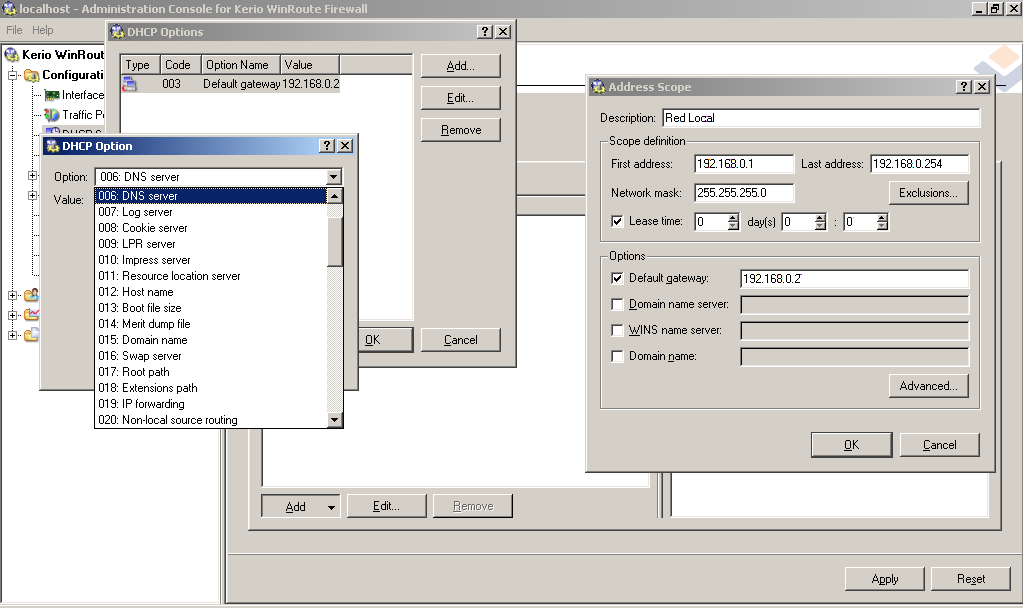 localhost - Administration Console for Kerio WinRoute Firewall
File Help
Kerio WinRout
Configurati
Interface
Traffic Po
DHCP Options
Type Code Option Name Value
003 Default gateway 192.168.0.2
Add...
Edit...
Remove
OK Cancel
DHCP Option
Option: 006: DNS server
Value:
006: DNS server
007: Log server
008: Cookie server
009: LPR server
010: Impress server
011: Resource location server
012: Host name
013: Boot file size
014: Merit dump file
015: Domain name
016: Swap server
017: Root path
018: Extensions path
019: IP forwarding
020: Non-local source routing
Address Scope
Description: Red Local
Scope definition
First address: 192.168.0.1 Last address: 192.168.0.254
Network mask: 255.255.255.0 Exclusions...
Lease time: 0 day(s) 0 : 0
Options
Default gateway: 192.168.0.2
Domain name server:
WINS name server:
Domain name:
Advanced...
OK Cancel
Add Edit... Remove
Apply Reset